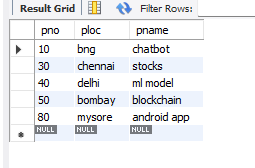 Result Grid Filter Rows:
pno ploc pname
10 bng chatbot
30 chennai stocks
40 delhi ml model
50 bombay blockchain
80 mysore android app
NULL NULL NULL